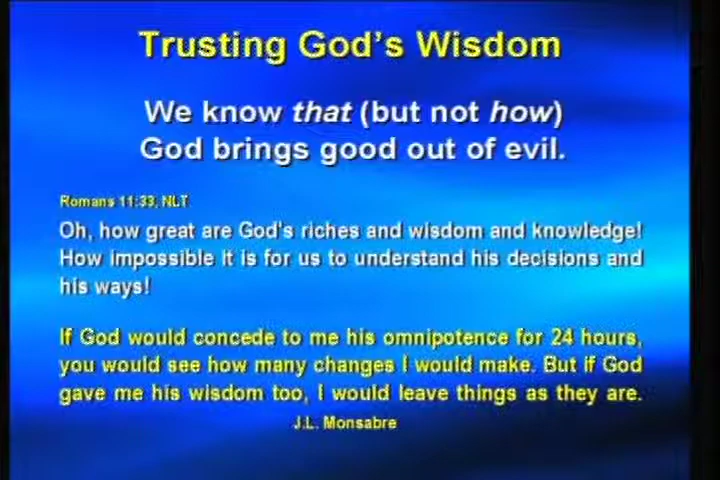 Trusting God's Wisdom
We know that (but not how)
God brings good out of evil.
Romans 11:33, NLT
Oh, how great are God's riches and wisdom and knowledge!
How impossible it is for us to understand his decisions and
his ways!
If God would concede to me his omnipotence for 24 hours,
you would see how many changes I would make. But if God
gave me his wisdom too, I would leave things as they are.
J.L. Monsabre